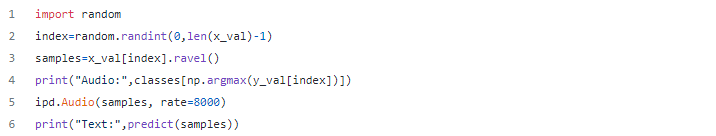 1 import random
2 index=random.randint(0,len(x_val)-1)
3 samples=x_val[index].ravel()
4 print("Audio:",classes[np.argmax(y_val[index])])
5 ipd.Audio(samples, rate=8000)
6 print("Text:",predict(samples))